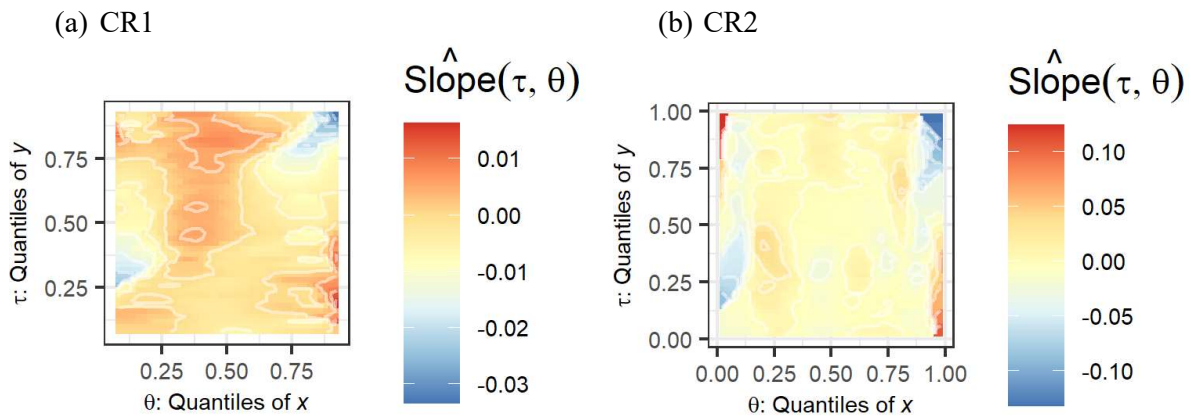 (a) CR1
(b) CR2
^
Slope(τ, θ)
0.01
0.00
-0.01
-0.02
-0.03
τ: Quantiles of y
0.75
0.50
0.25
0.25 0.50 0.75
θ: Quantiles of x
^
Slope(τ, θ)
0.10
0.05
0.00
-0.05
-0.10
τ: Quantiles of y
1.00
0.75
0.50
0.25
0.00
0.00 0.25 0.50 0.75 1.00
θ: Quantiles of x